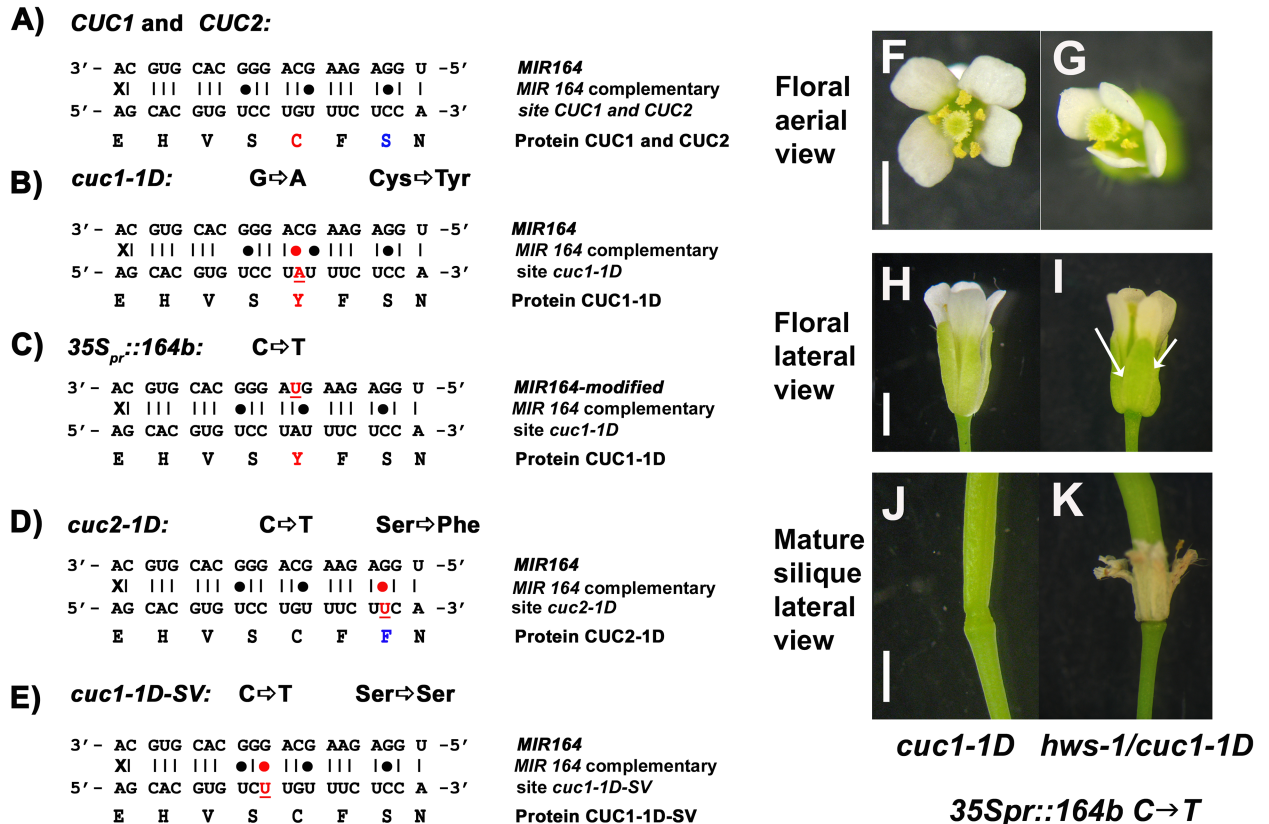 A) CUC1 and CUC2:
3′- AC GUG CAC GGG ACG AAG AGG U -5′ MIR164
X| ||| ||| ●|| ||● ||| |●| | MIR 164 complementary
5′- AG CAC GUG UCC UGU UUC UCC A -3′ site CUC1 and CUC2
E H V S C F S N Protein CUC1 and CUC2
B) cuc1-1D: G⇨A Cys⇨Tyr
3′- AC GUG CAC GGG ACG AAG AGG U -5′ MIR164
X| ||| ||| ●|| |●● ||| |●| | MIR 164 complementary
5′- AG CAC GUG UCC UAU UUC UCC A -3′ site cuc1-1D
E H V S Y F S N Protein CUC1-1D
C) 35Spr::164b: C⇨T
3′- AC GUG CAC GGG AUG AAG AGG U -5′ MIR164-modified
X| ||| ||| ●|| ||● ||| |●| | MIR 164 complementary
5′- AG CAC GUG UCC UAU UUC UCC A -3′ site cuc1-1D
E H V S Y F S N Protein CUC1-1D
D) cuc2-1D: C⇨T Ser⇨Phe
3′- AC GUG CAC GGG ACG AAG AGG U -5′ MIR164
X| ||| ||| ●|| ||● ||| |●| | MIR 164 complementary
5′- AG CAC GUG UCC UGU UUC UUC A -3′ site cuc2-1D
E H V S C F F N Protein CUC2-1D
E) cuc1-1D-SV: C⇨T Ser⇨Ser
3′- AC GUG CAC GGG ACG AAG AGG U -5′ MIR164
X| ||| ||| ●|● ||● ||| |●| | MIR 164 complementary
5′- AG CAC GUG UCU UGU UUC UCC A -3′ site cuc1-1D-SV
E H V S C F S N Protein CUC1-1D-SV
Floral
aerial
view
F G
Floral
lateral
view
H I
Mature
silique
lateral
view
J K
cuc1-1D hws-1/cuc1-1D
35Spr::164b C→T